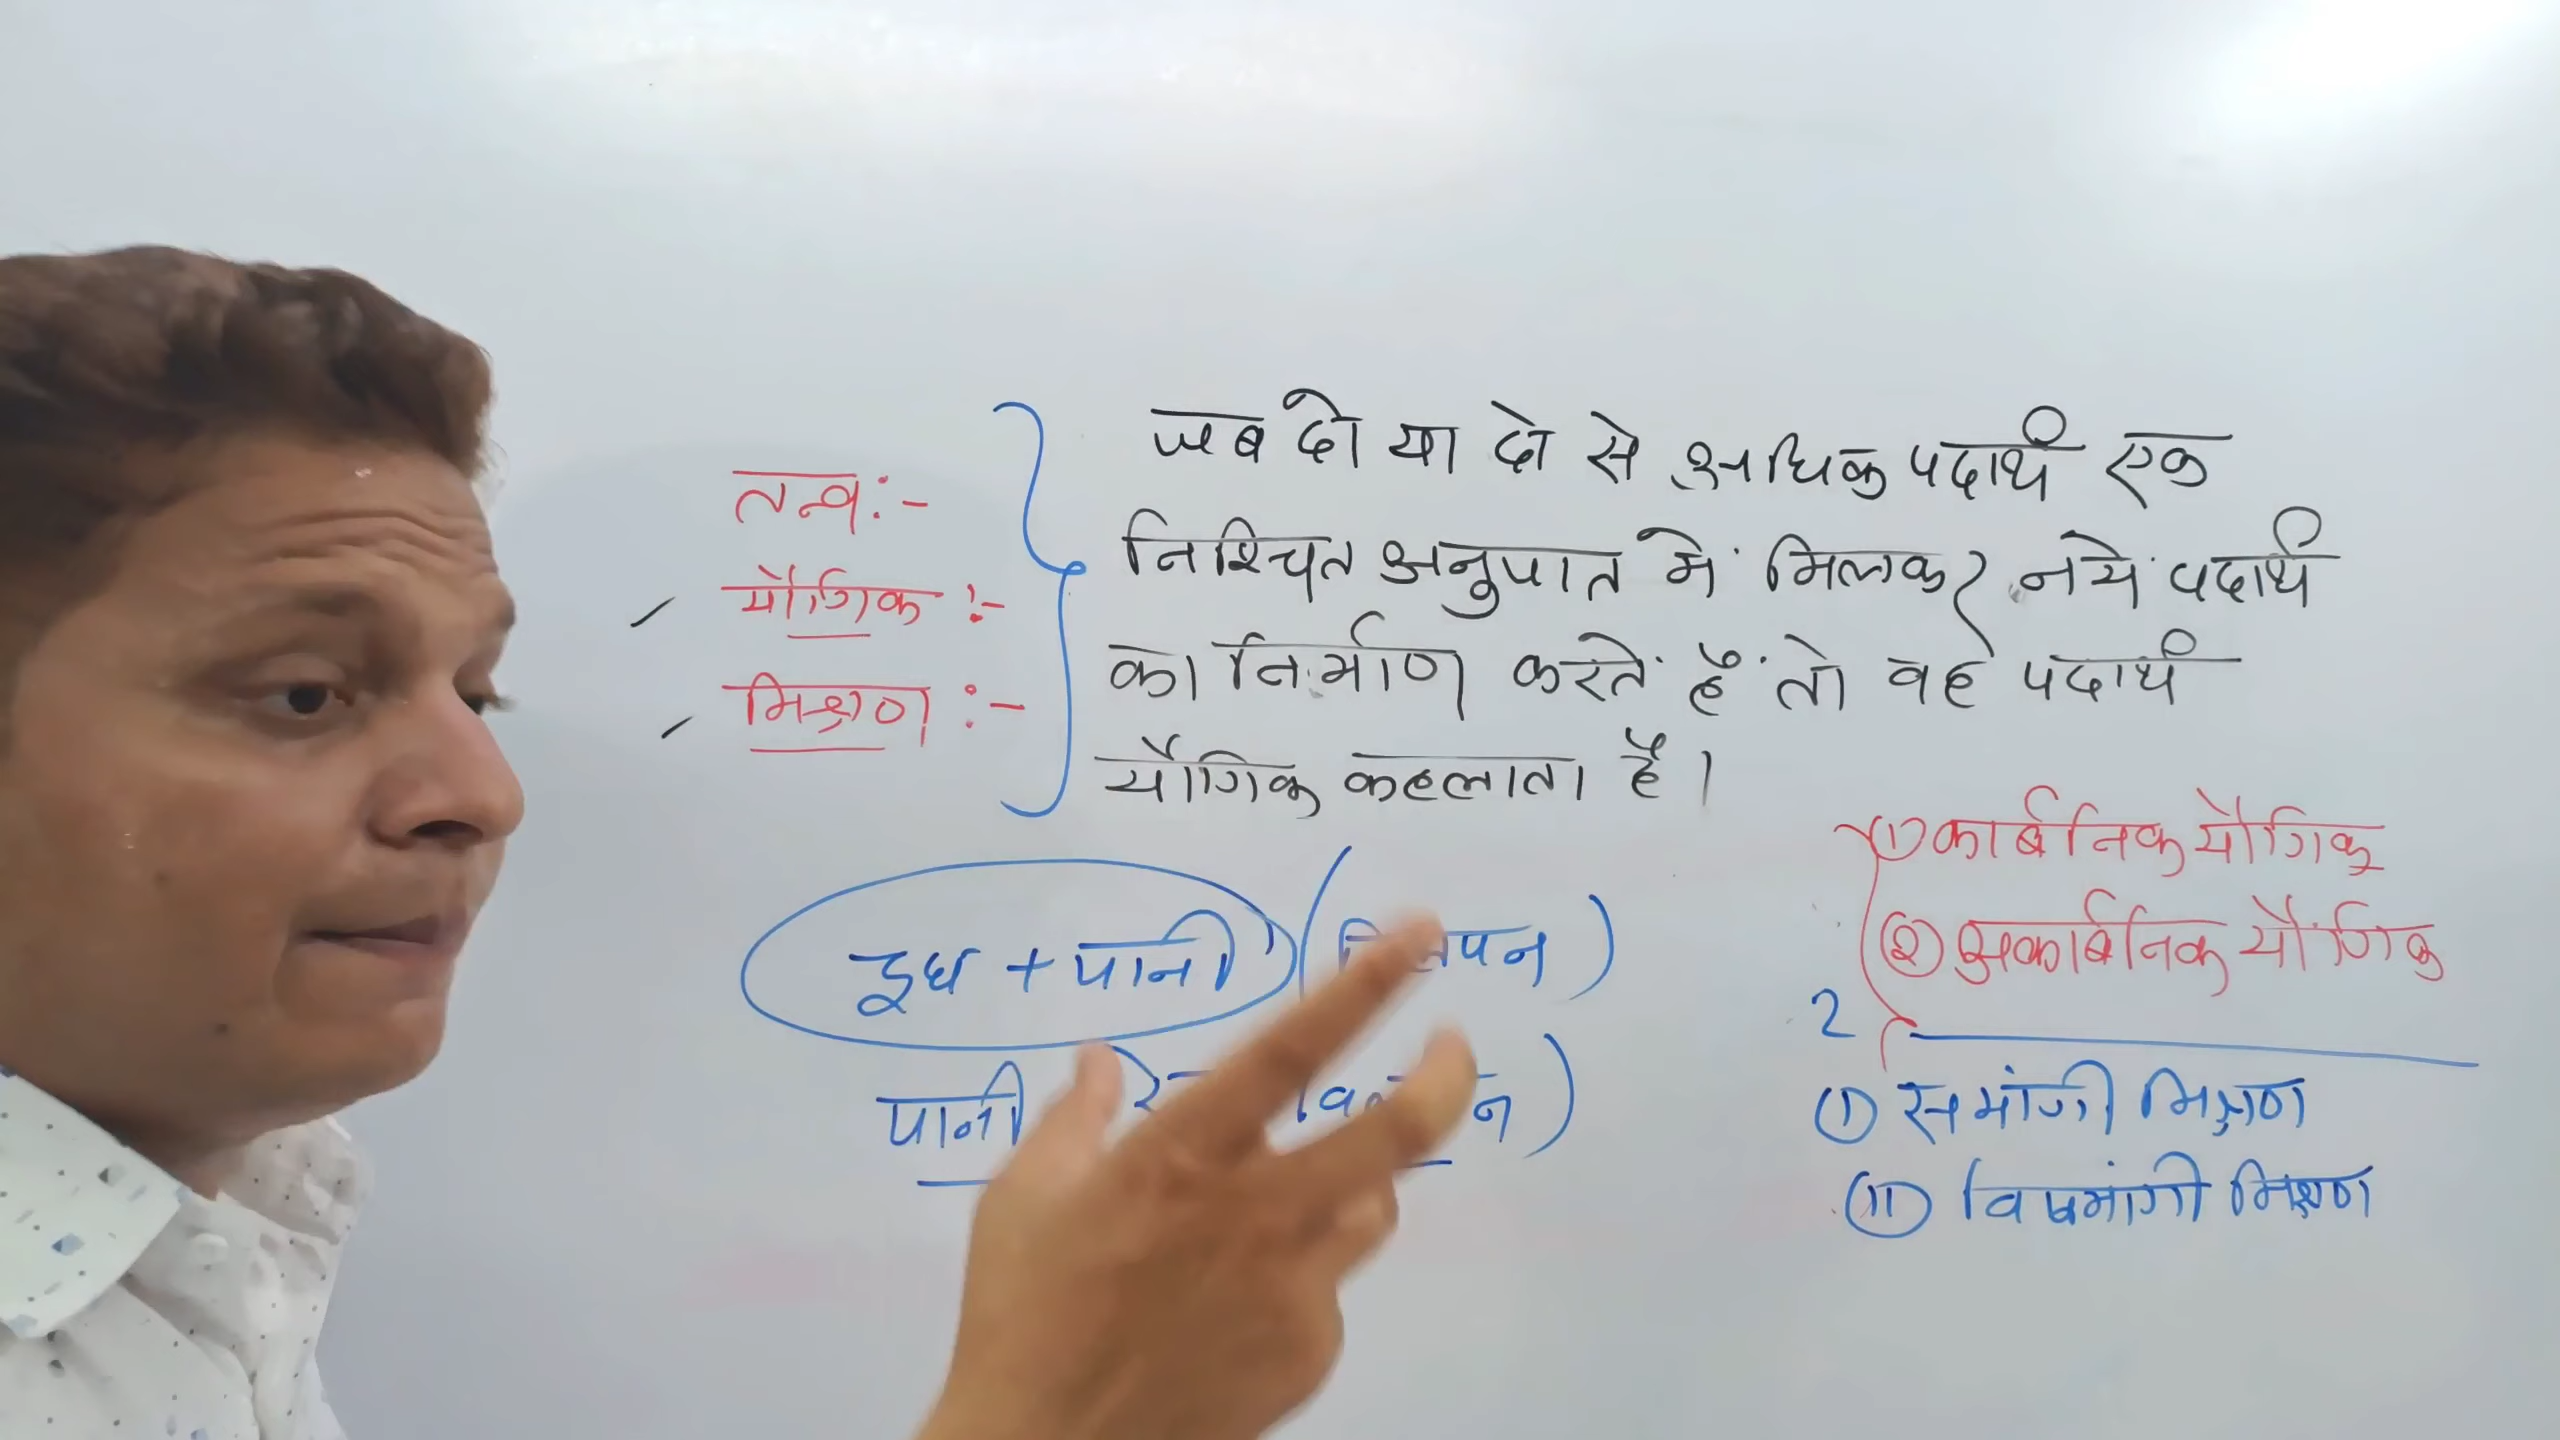 तत्व :-
यौगिक :-
मिश्रण :-
जब दो या दो से अधिक पदार्थ एक
निश्चित अनुपात में मिलकर नये पदार्थ
का निर्माण करतें हैं तो वह पदार्थ
यौगिक कहलाता है।
दूध + पानी
पानी
① कार्बनिक यौगिक
② अकार्बनिक यौगिक
2
① समांगी मिश्रण
⑪ विषमांगी मिश्रण